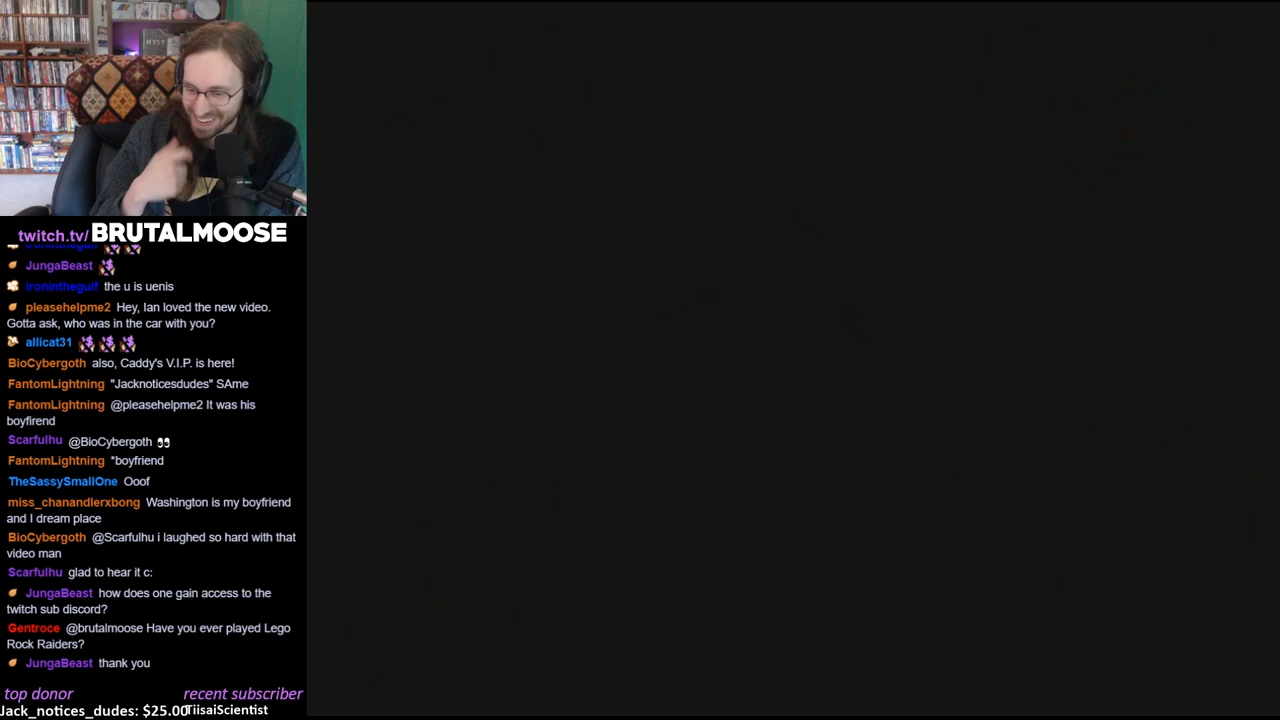 MYST
twitch.tv/BRUTALMOOSE
ironinthegulf
JungaBeast
ironinthegulf the u is uenis
pleasehelpme2 Hey, Ian loved the new video.
Gotta ask, who was in the car with you?
allicat31
BioCybergoth also, Caddy's V.I.P. is here!
FantomLightning "Jacknoticesdudes" SAme
FantomLightning @pleasehelpme2 It was his
boyfirend
Scarfulhu @BioCybergoth 👀
FantomLightning *boyfriend
TheSassySmallOne Ooof
miss_chanandlerxbong Washington is my boyfriend
and I dream place
BioCybergoth @Scarfulhu i laughed so hard with that
video man
Scarfulhu glad to hear it c:
JungaBeast how does one gain access to the
twitch sub discord?
Gentroce @brutalmoose Have you ever played Lego
Rock Raiders?
JungaBeast thank you
top donor recent subscriber
Jack_notices_dudes: $25.00 TiisaiScientist